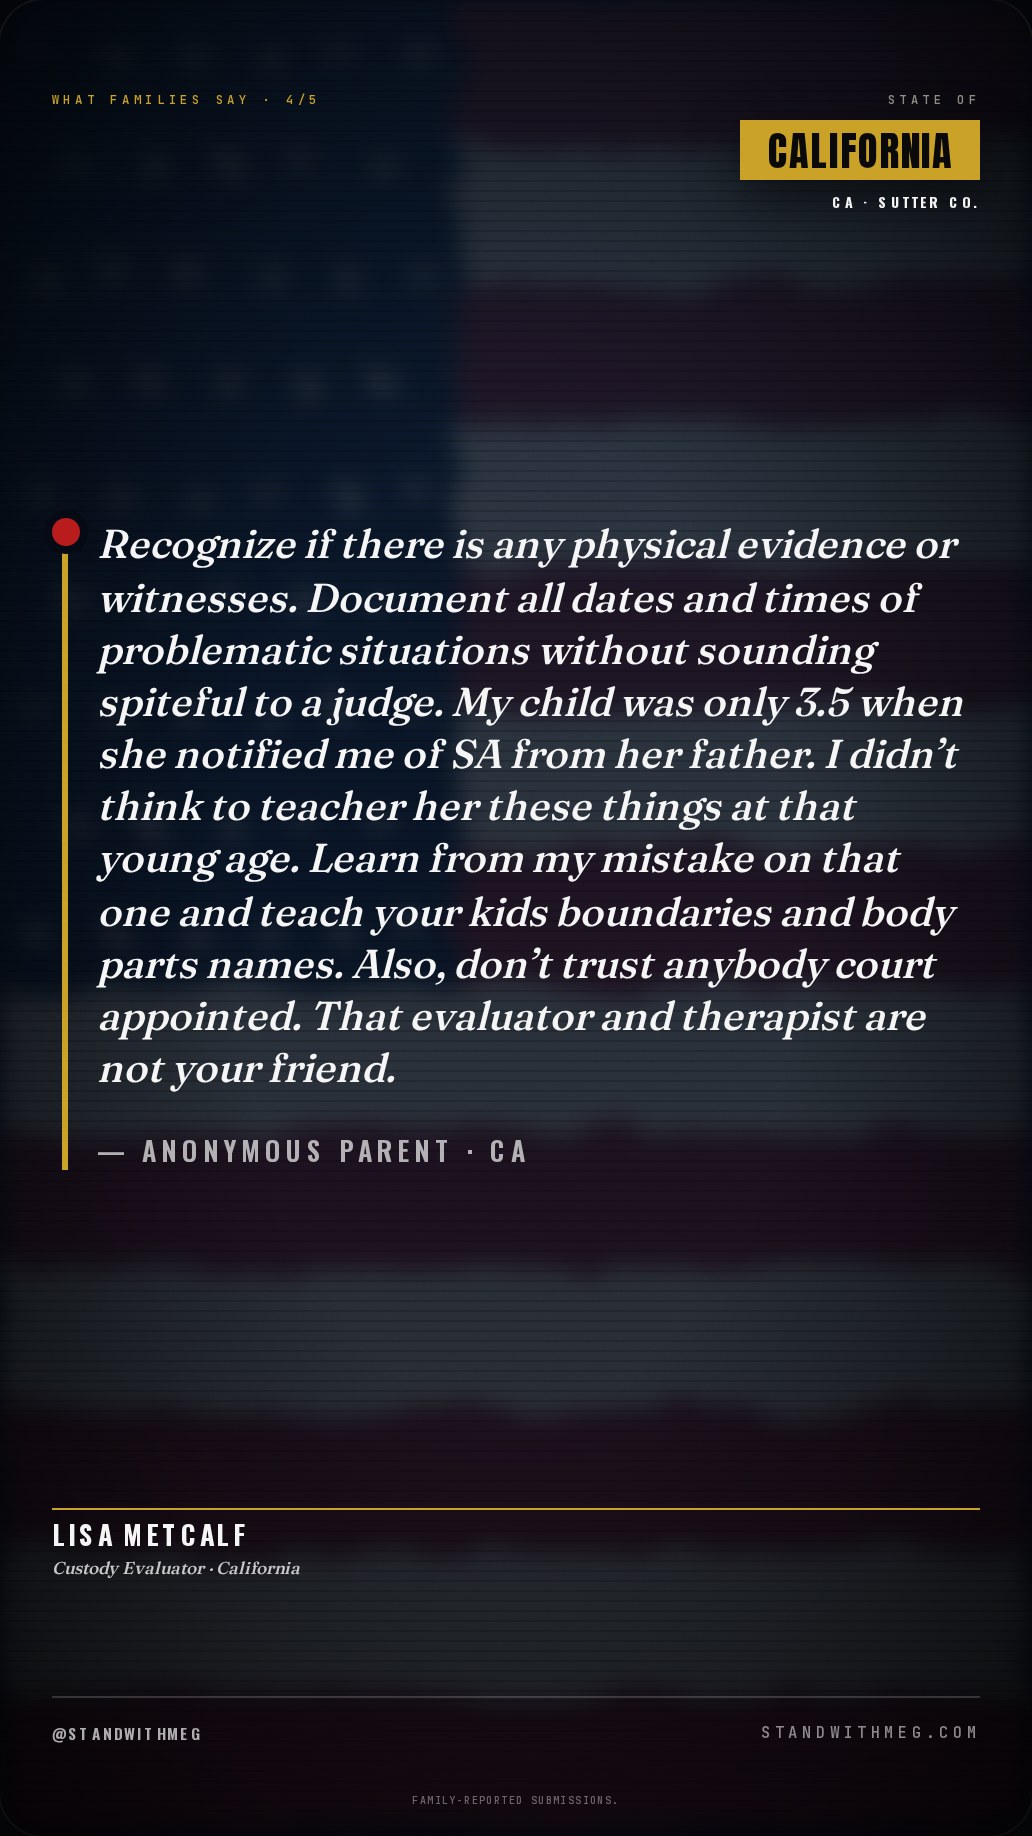 WHAT FAMILIES SAY · 4/5
STATE OF
CALIFORNIA
CA · SUTTER CO.
Recognize if there is any physical evidence or
witnesses. Document all dates and times of
problematic situations without sounding
spiteful to a judge. My child was only 3.5 when
she notified me of SA from her father. I didn’t
think to teacher her these things at that
young age. Learn from my mistake on that
one and teach your kids boundaries and body
parts names. Also, don’t trust anybody court
appointed. That evaluator and therapist are
not your friend.
— ANONYMOUS PARENT · CA
LISA METCALF
Custody Evaluator · California
@STANDWITHMEG
STANDWITHMEG.COM
FAMILY-REPORTED SUBMISSIONS.